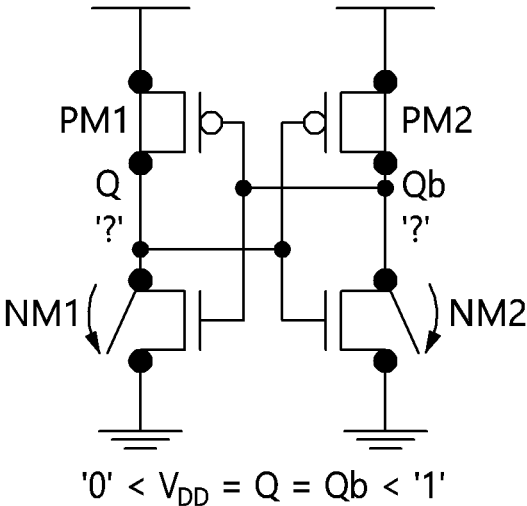 PM1 PM2
Q Qb
'?' '?'
NM1 NM2
'0' < VDD = Q = Qb < '1'